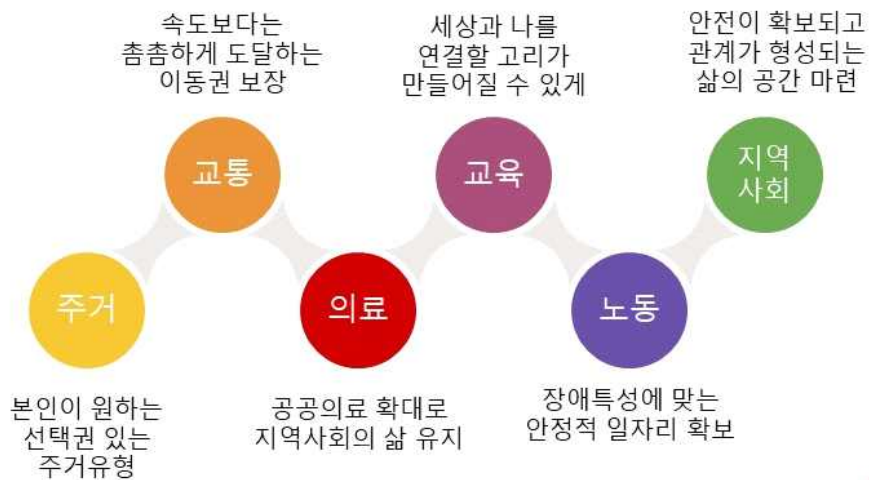 속도보다는
촘촘하게 도달하는
이동권 보장
세상과 나를
연결할 고리가
만들어질 수 있게
안전이 확보되고
관계가 형성되는
삶의 공간 마련
교통
교육
지역
사회
주거
의료
노동
본인이 원하는
선택권 있는
주거유형
공공의료 확대로
지역사회의 삶 유지
장애특성에 맞는
안정적 일자리 확보